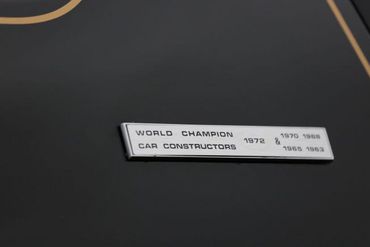 WORLD CHAMPION 1972 & 1970 1968
CAR CONSTRUCTORS 1965 1963